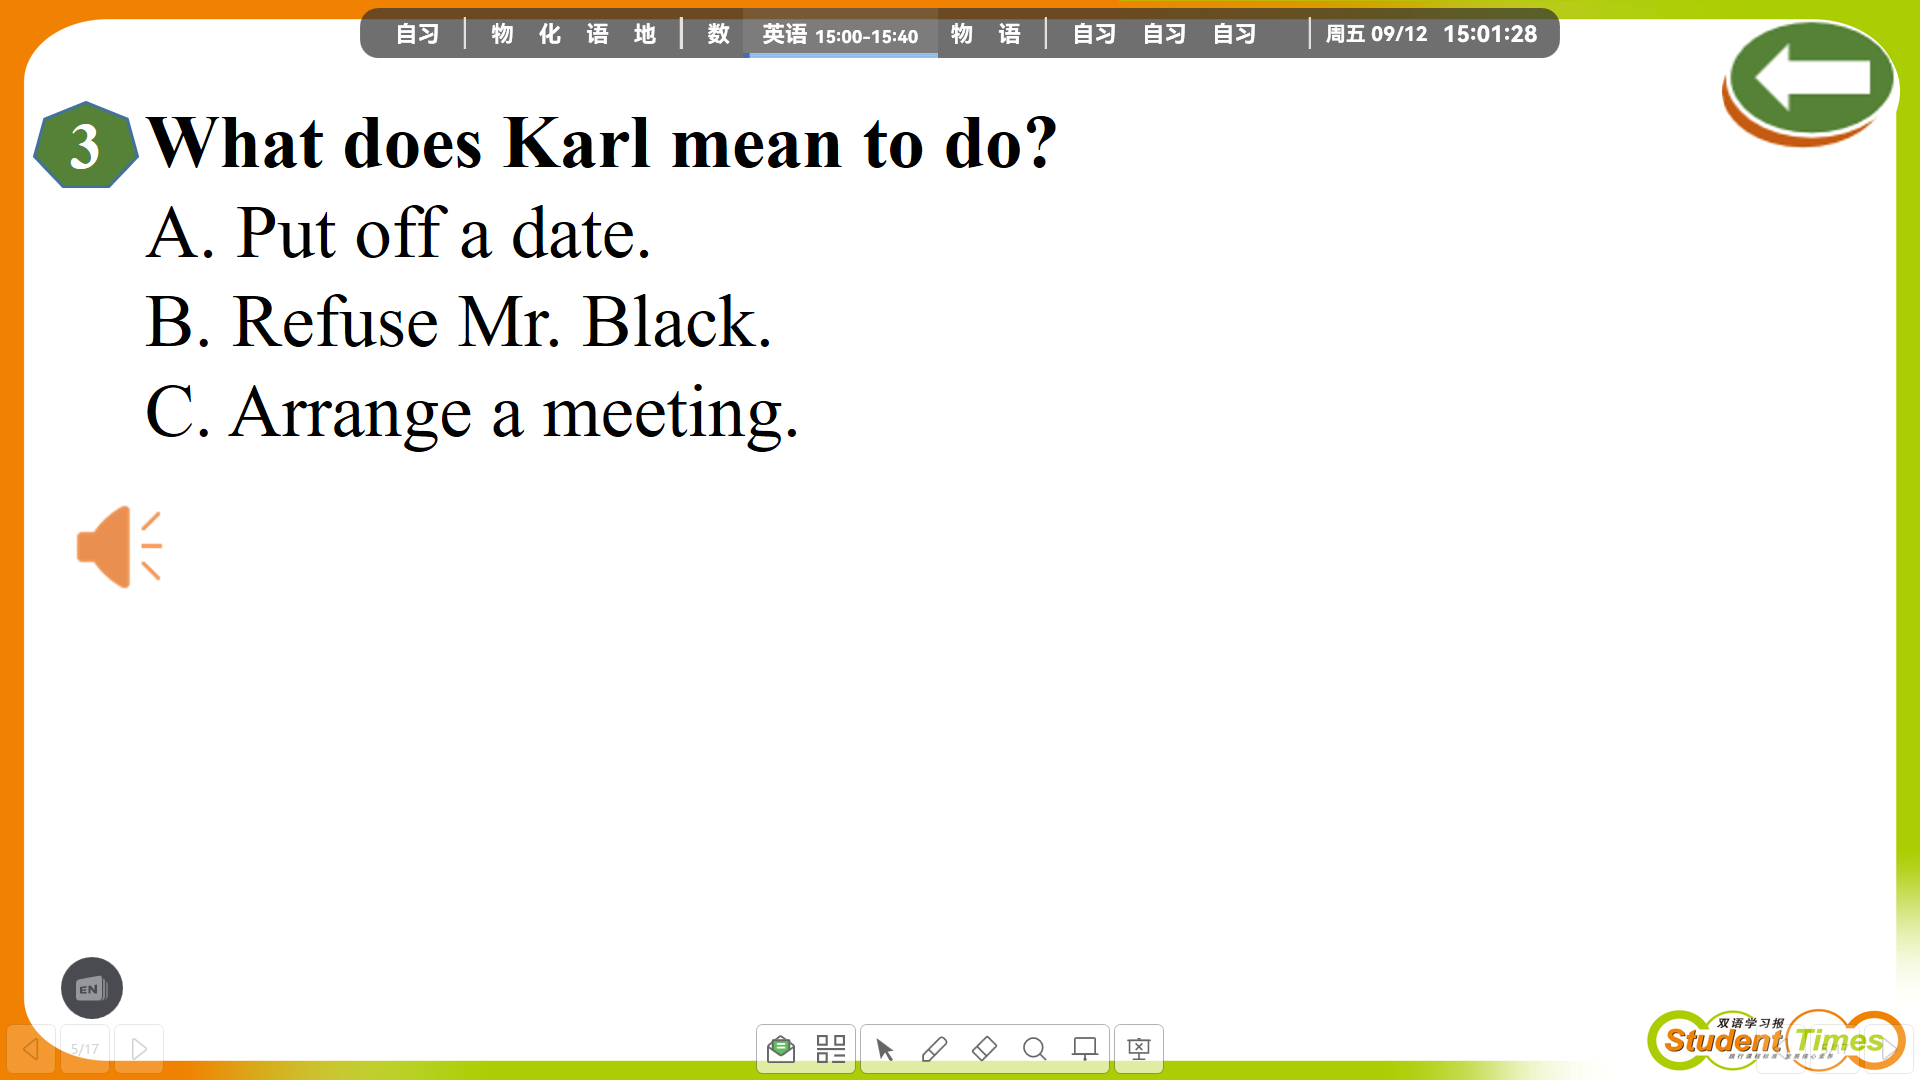 自习 物 化 语 地 数 英语 15:00-15:40 物 语 自习 自习 自习 周五 09/12 15:01:28
3 What does Karl mean to do?
A. Put off a date.
B. Refuse Mr. Black.
C. Arrange a meeting.
EN
5/17
双语学习报
Student Times